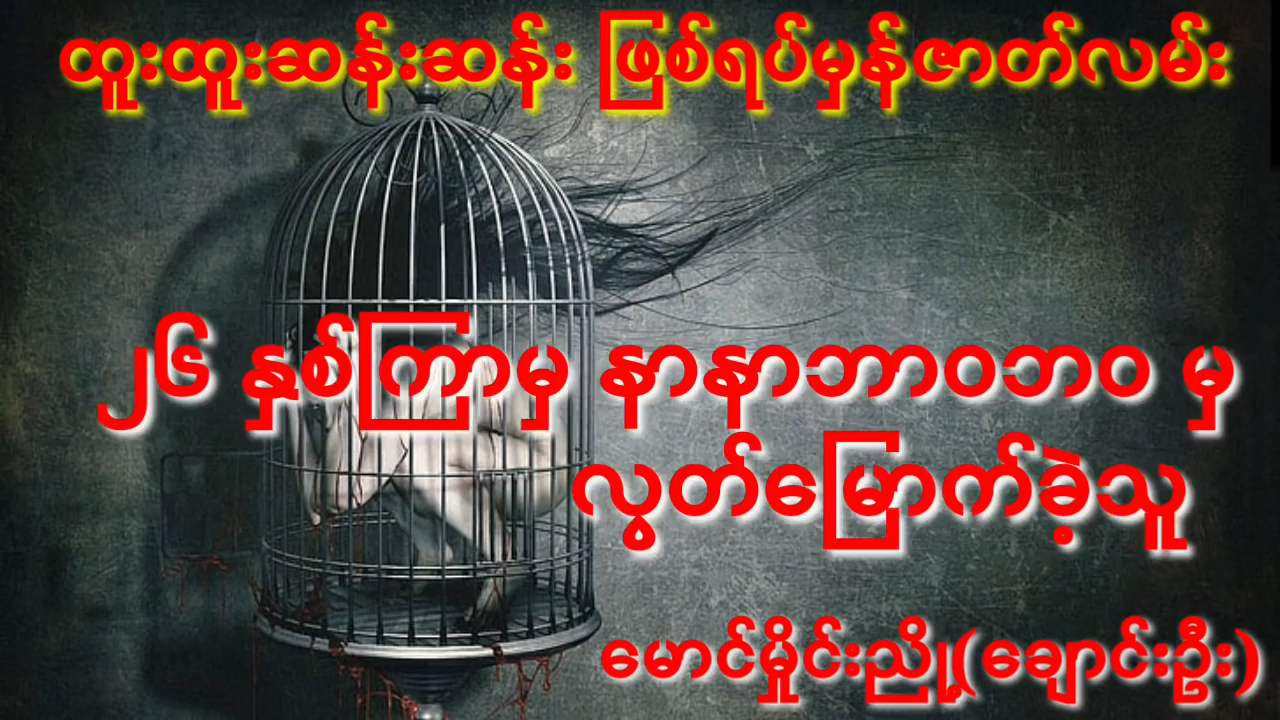 ထူးထူးဆန်းဆန်း ဖြစ်ရပ်မှန်ဇာတ်လမ်း
၂၆ နှစ်ကြာမှ နာနာဘာဝဘဝ မှ
လွတ်မြောက်ခဲ့သူ
မောင်မှိုင်းညို့(ချောင်းဦး)